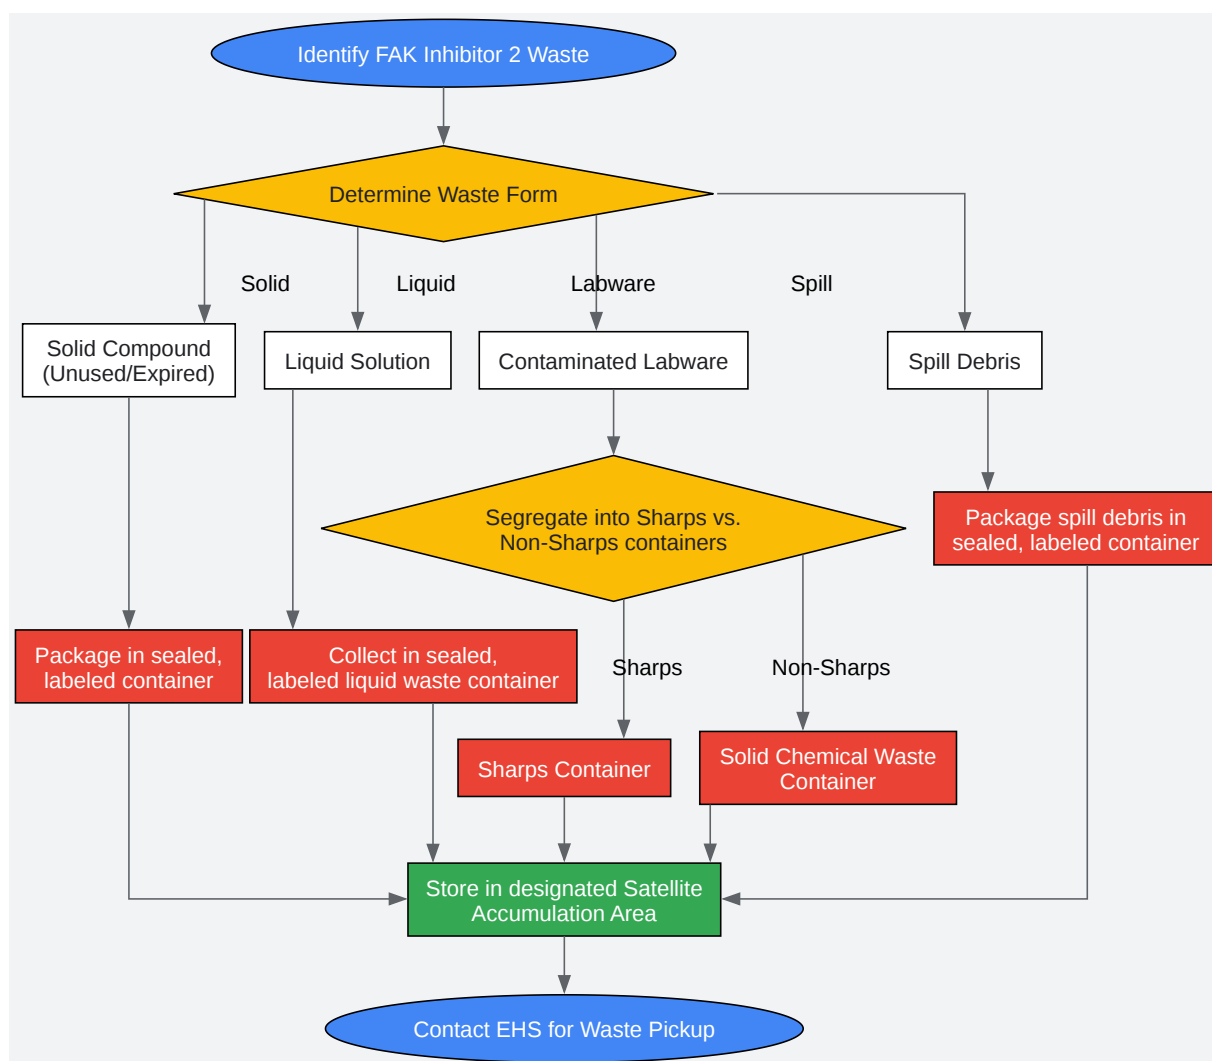 Identify FAK Inhibitor 2 Waste
Determine Waste Form
Solid
Liquid
Labware
Spill
Solid Compound
(Unused/Expired)
Liquid Solution
Contaminated Labware
Spill Debris
Segregate into Sharps vs.
Non-Sharps containers
Package spill debris in
sealed, labeled container
Package in sealed,
labeled container
Collect in sealed,
labeled liquid waste container
Sharps
Non-Sharps
Sharps Container
Solid Chemical Waste
Container
Store in designated Satellite
Accumulation Area
Contact EHS for Waste Pickup